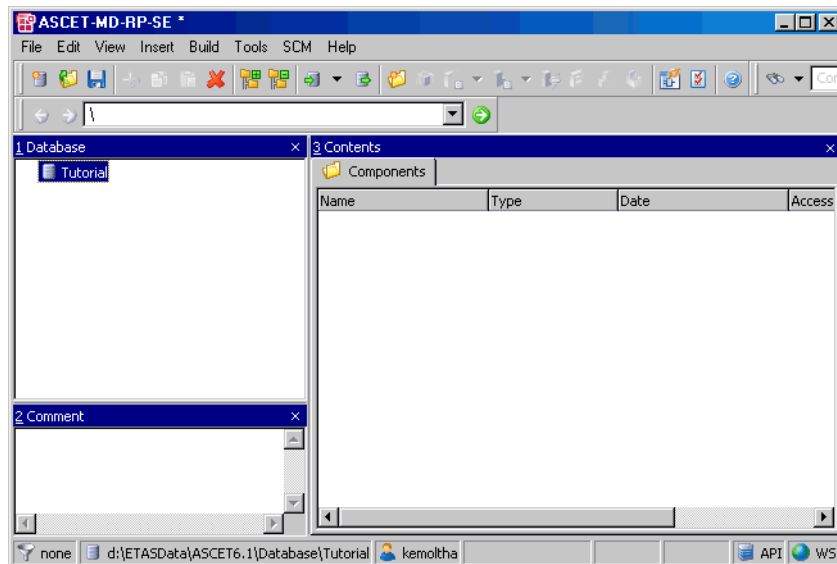 ASCET-MD-RP-SE *
File Edit View Insert Build Tools SCM Help
\
1 Database
3 Contents
Tutorial
Components
Name Type Date Access
2 Comment
none d:\ETASData\ASCET6.1\Database\Tutorial kemoltha API WS